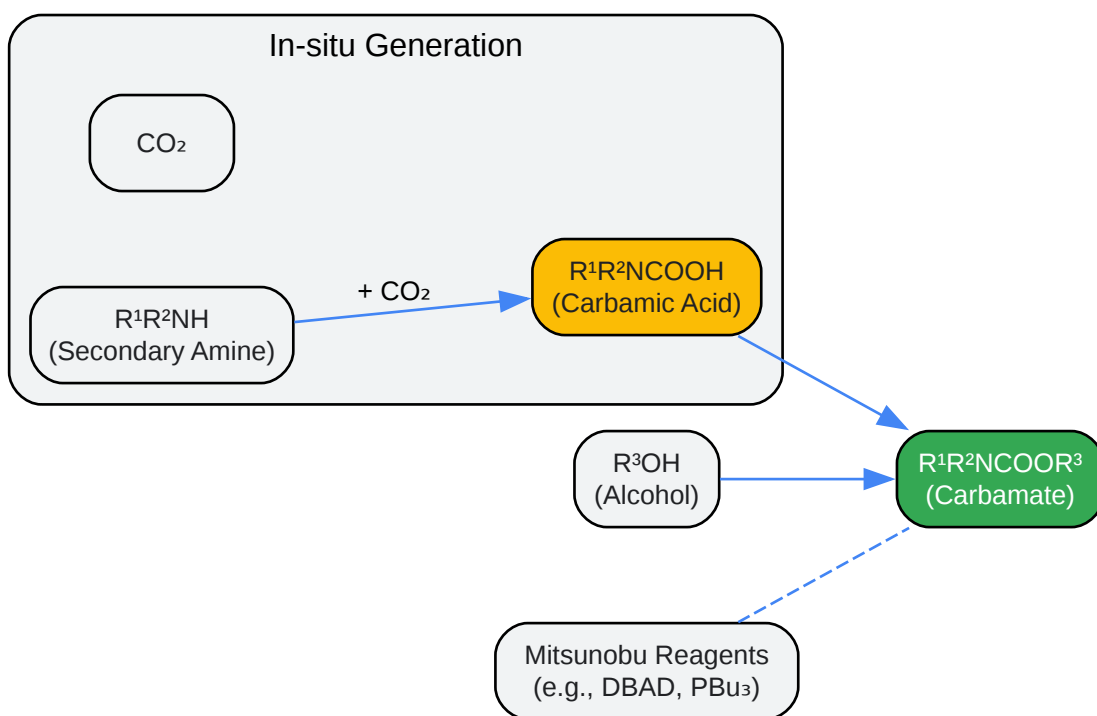 In-situ Generation
CO₂
R¹R²NH
(Secondary Amine)
+ CO₂
R¹R²NCOOH
(Carbamic Acid)
R³OH
(Alcohol)
R¹R²NCOOR³
(Carbamate)
Mitsunobu Reagents
(e.g., DBAD, PBu₃)